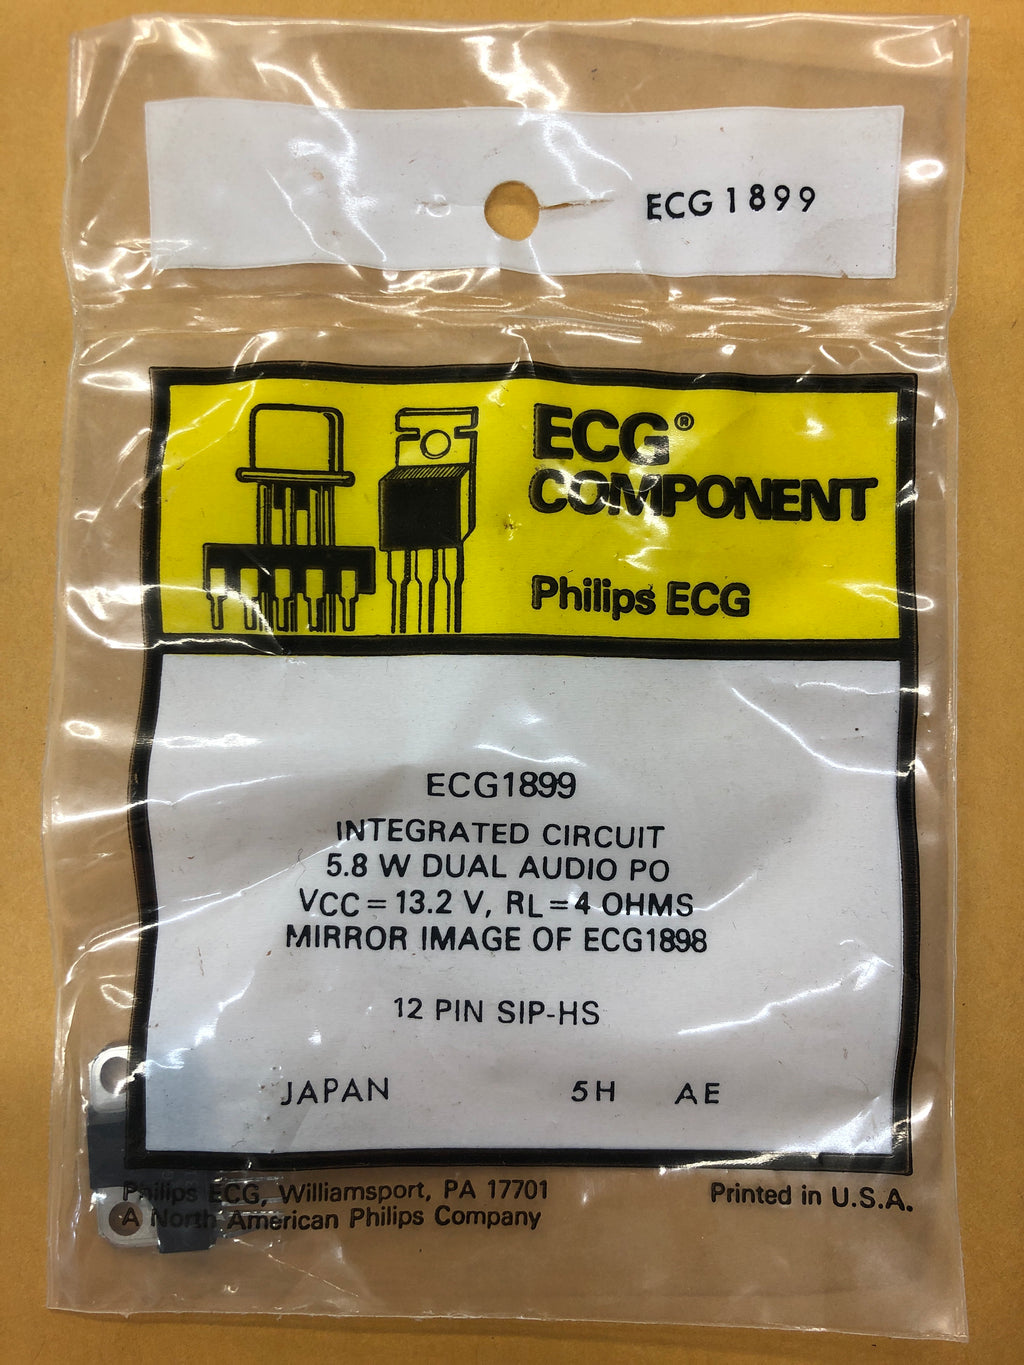 ECG1899
ECG®
COMPONENT
Philips ECG
ECG1899
INTEGRATED CIRCUIT
5.8 W DUAL AUDIO PO
VCC = 13.2 V, RL = 4 OHMS
MIRROR IMAGE OF ECG1898
12 PIN SIP-HS
JAPAN 5H AE
Philips ECG, Williamsport, PA 17701
A North American Philips Company
Printed in U.S.A.